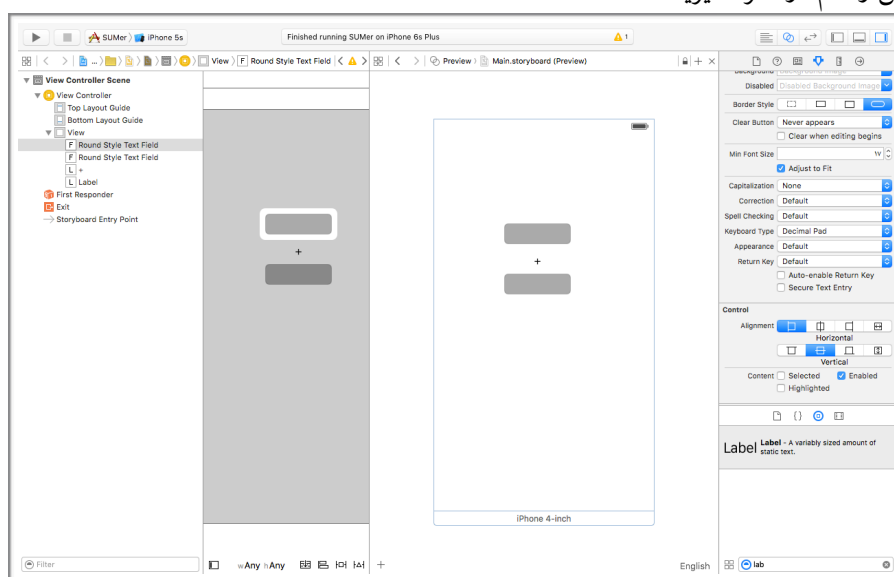 SUMer iPhone 5s
Finished running SUMer on iPhone 6s Plus
1
View F Round Style Text Field
Preview Main.storyboard (Preview)
View Controller Scene
View Controller
Top Layout Guide
Bottom Layout Guide
View
F Round Style Text Field
F Round Style Text Field
L +
L Label
First Responder
Exit
Storyboard Entry Point
Filter
+
wAny hAny
+
iPhone 4-inch
+
English
Disabled Disabled Background Image
Border Style
Clear Button Never appears
Clear when editing begins
Min Font Size ١٧
Adjust to Fit
Capitalization None
Correction Default
Spell Checking Default
Keyboard Type Decimal Pad
Appearance Default
Return Key Default
Auto-enable Return Key
Secure Text Entry
Control
Alignment
Horizontal
Vertical
Content Selected Enabled
Highlighted
Label Label - A variably sized amount of
static text.
lab